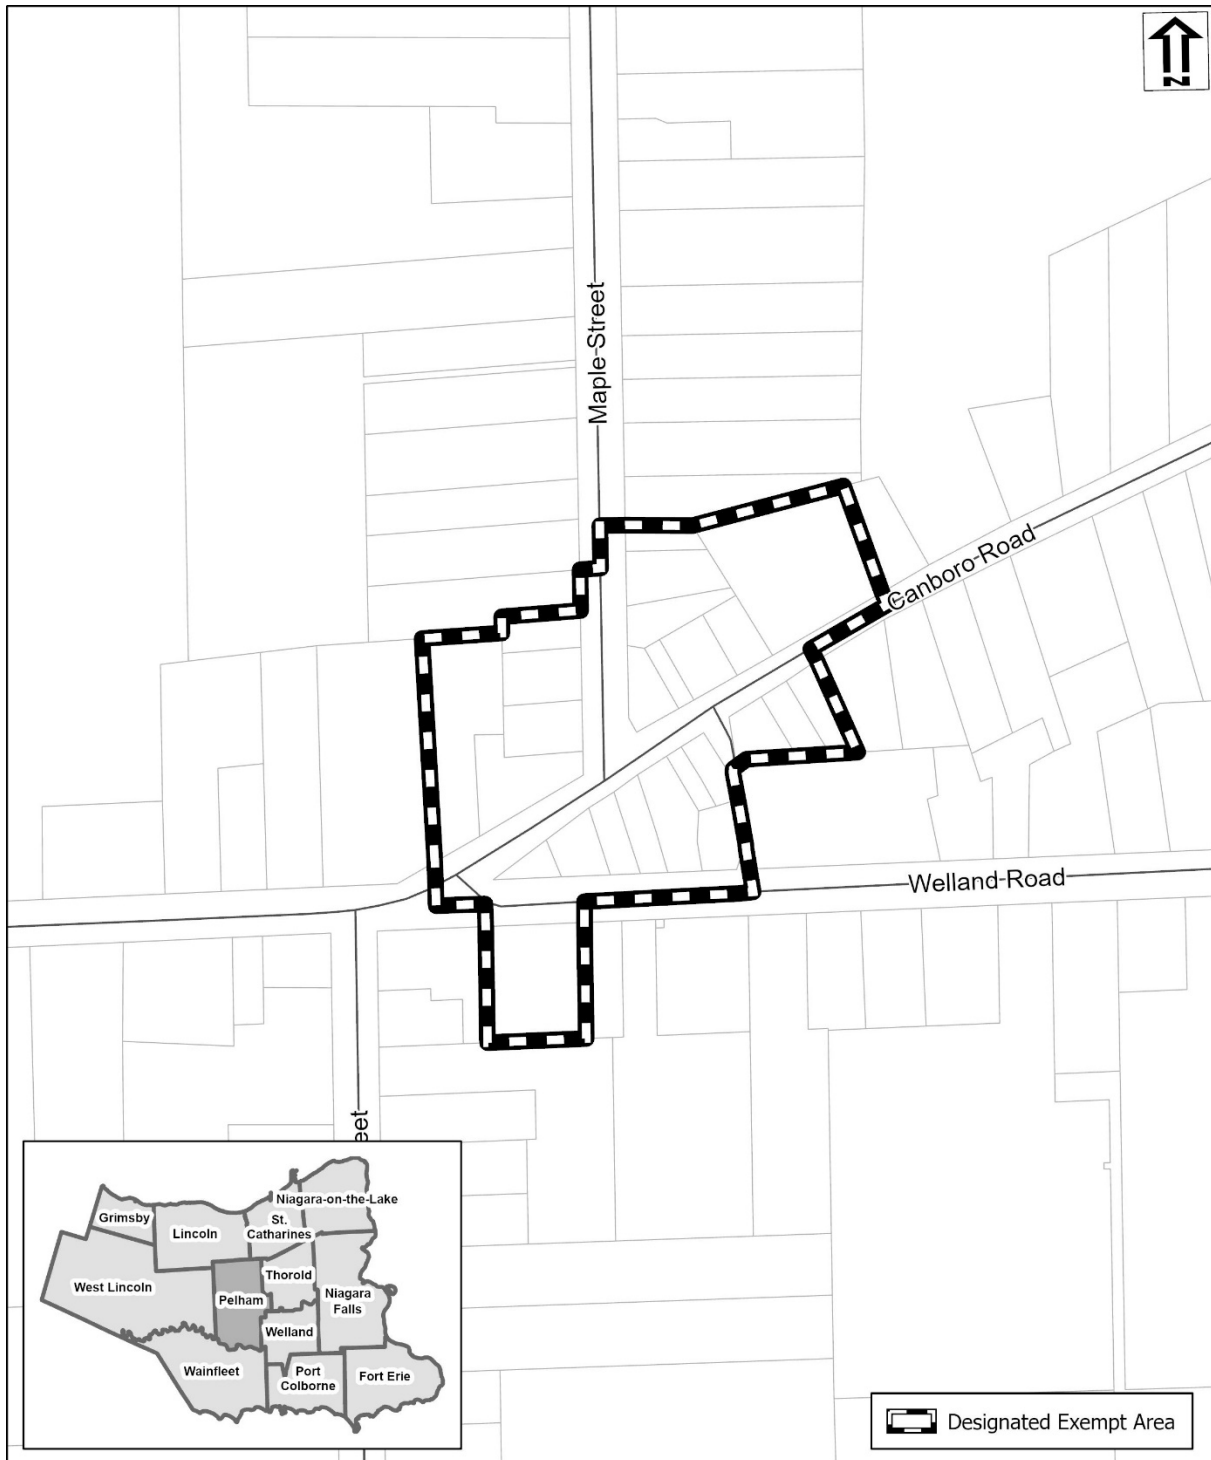 N
Maple-Street
Canboro-Road
Welland-Road
eet
Niagara-on-the-Lake
Grimsby
St.
Catharines
Lincoln
Thorold
West Lincoln
Pelham
Niagara
Falls
Welland
Wainfleet
Port
Colborne
Fort Erie
Designated Exempt Area